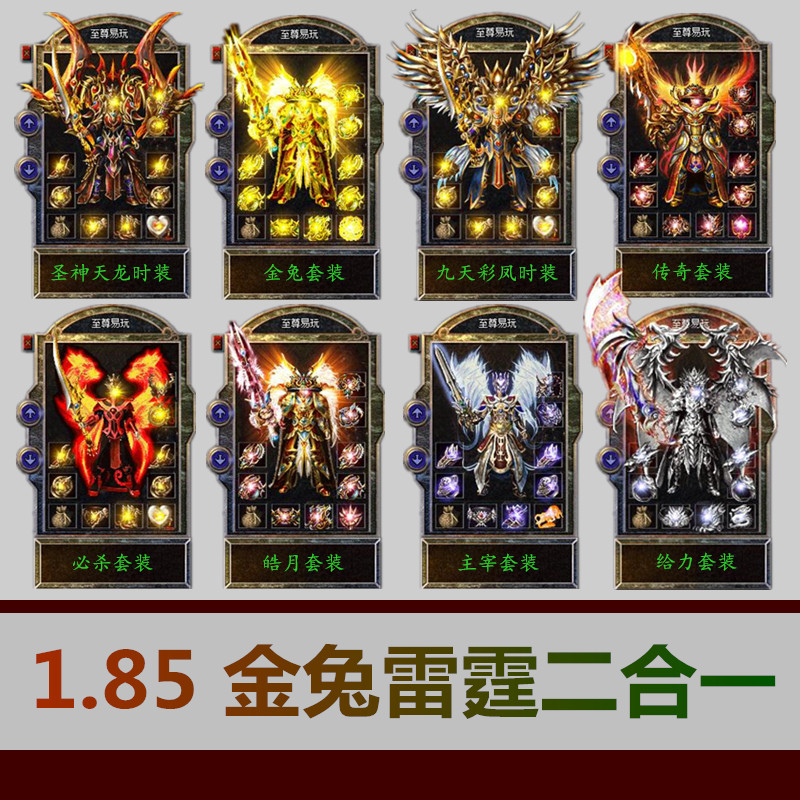 至尊易玩 至尊易玩 至尊易玩 至尊易玩
圣神天龙时装 金兔套装 九天彩凤时装 传奇套装
至尊易玩 至尊易玩 至尊易玩 至尊易玩
必杀套装 皓月套装 主宰套装 给力套装
1.85 金兔雷霆二合一